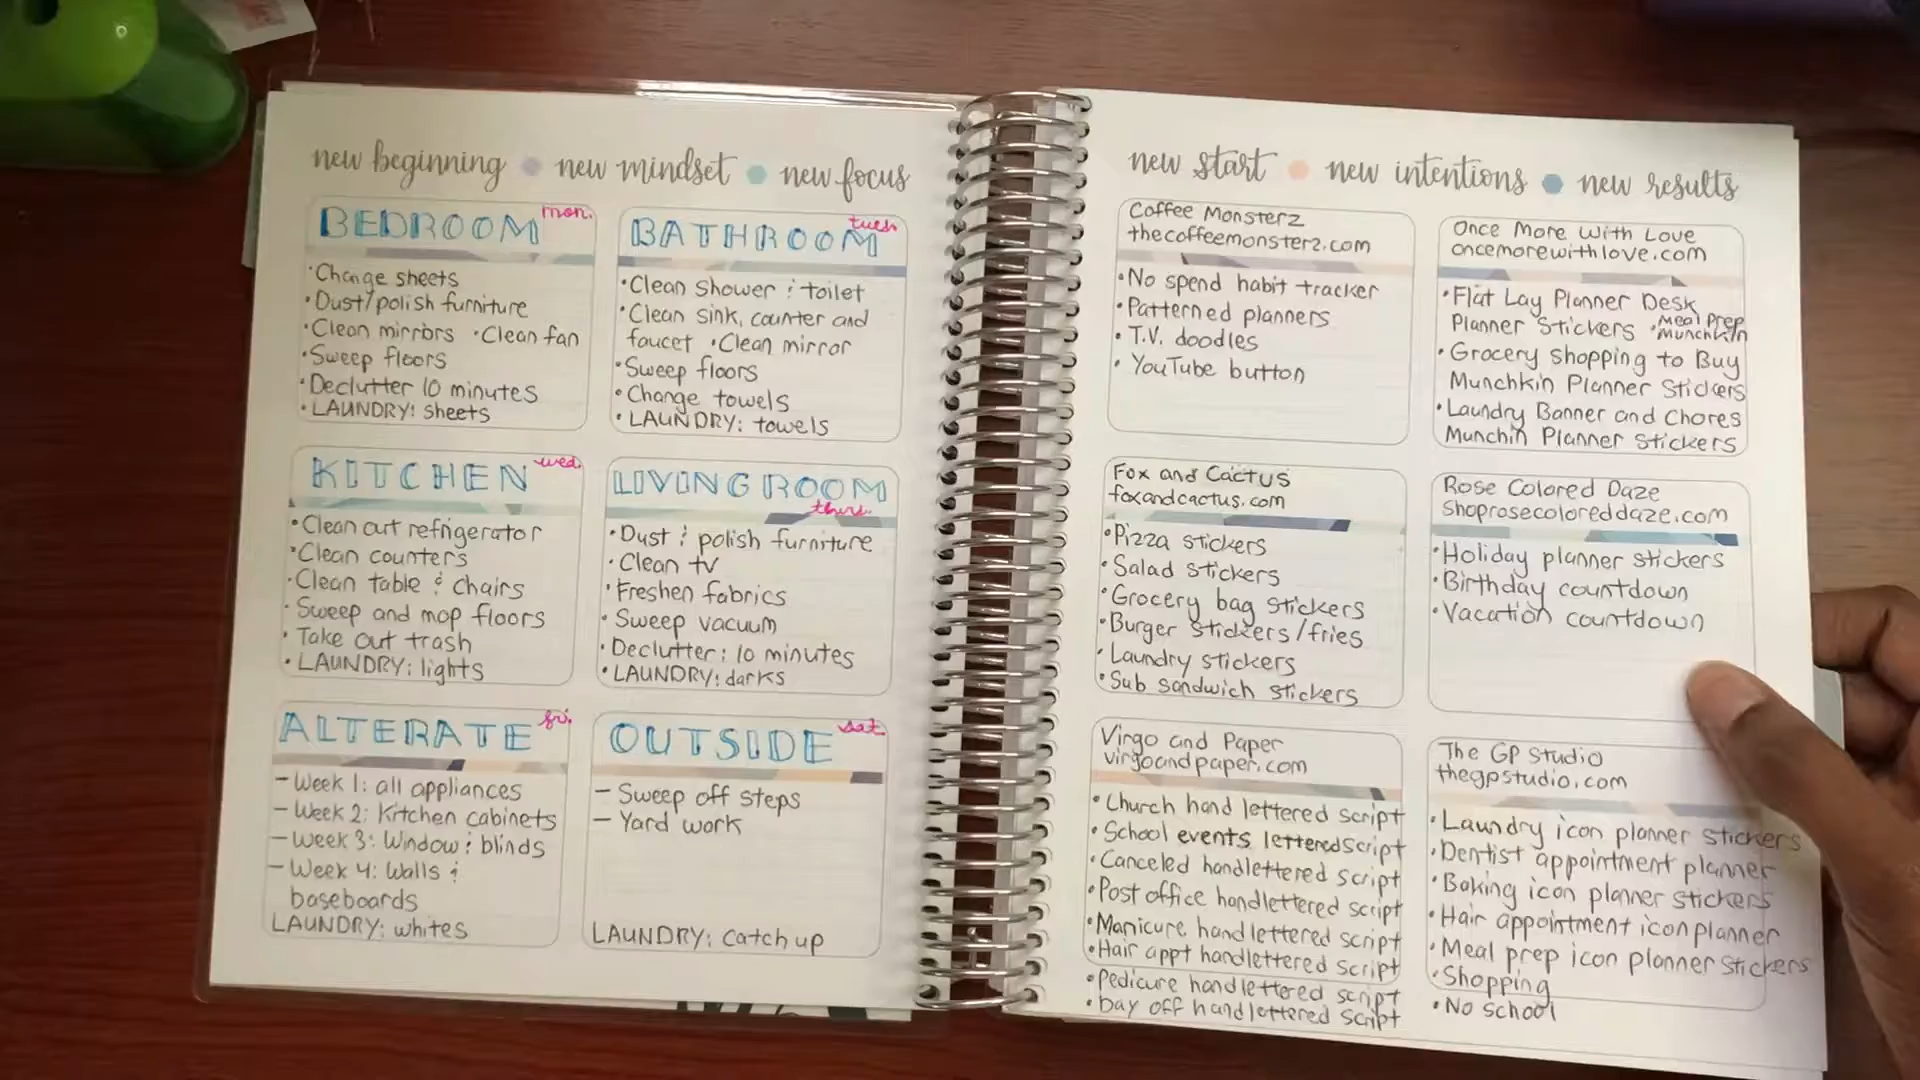 new beginning • new mindset • new focus
BEDROOM mon.
• Change sheets
• Dust/polish furniture
• Clean mirrors • Clean fan
• Sweep floors
• Declutter 10 minutes
• LAUNDRY: sheets
BATHROOM tues.
• Clean Shower & toilet
• Clean sink, counter and
faucet • Clean mirror
• Sweep floors
• Change towels
• LAUNDRY: towels
KITCHEN wed.
• Clean out refrigerator
• Clean counters
• Clean table & Chairs
• Sweep and mop floors
• Take out trash
• LAUNDRY: lights
LIVING ROOM
thurs.
• Dust & polish furniture
• Clean tv
• Freshen fabrics
• Sweep vacuum
• Declutter: 10 minutes
• LAUNDRY: darks
ALTERATE fri.
- Week 1: all appliances
- Week 2: Kitchen cabinets
- Week 3: Window & blinds
- Week 4: Walls &
baseboards
LAUNDRY: whites
OUTSIDE sat.
- Sweep off steps
- Yard work
LAUNDRY: Catch up
new start • new intentions • new results
Coffee Monsterz
thecoffeemonsterz.com
• No spend habit tracker
• Patterned planners
• T.V. doodles
• YouTube button
Once More With Love
oncemorewithlove.com
• Flat Lay Planner Desk
Planner Stickers • Meal Prep
• Munchkin
• Grocery shopping to Buy
Munchkin Planner Stickers
• Laundry Banner and Chores
Munchin Planner Stickers
Fox and Cactus
foxandcactus.com
• Pizza stickers
• Salad stickers
• Grocery bag stickers
• Burger stickers/fries
• Laundry stickers
• Sub sandwich stickers
Rose Colored Daze
shoprosecoloreddaze.com
• Holiday planner stickers
• Birthday countdown
• Vacation countdown
Virgo and Paper
virgoandpaper.com
• Church hand lettered script
• School events lettered script
• Canceled handlettered script
• Post office handlettered script
• Manicure handlettered script
• Hair appt handlettered script
• Pedicure handlettered script
• Day off handlettered script
The GP Studio
thegpstudio.com
• Laundry icon planner stickers
• Dentist appointment planner
• Baking icon planner stickers
• Hair appointment icon planner
• Meal prep icon planner stickers
• Shopping
• No school